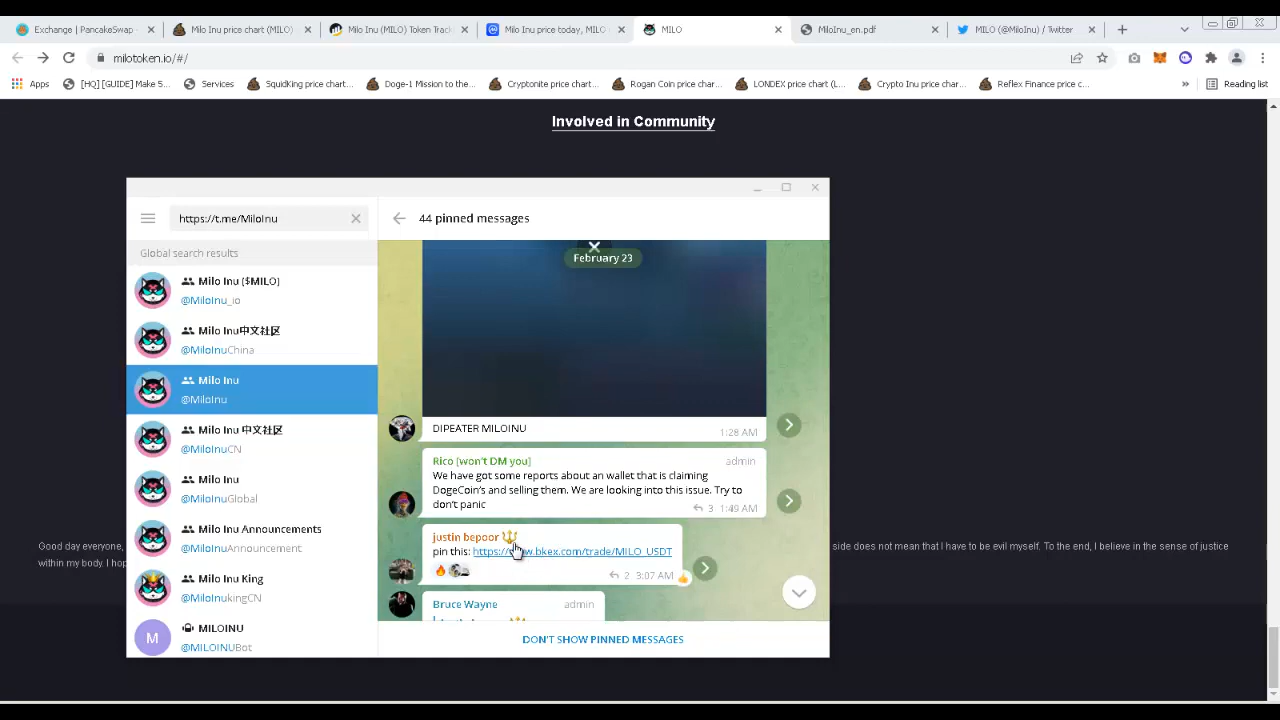 Exchange | PancakeSwap -
Milo Inu price chart (MILO)
Milo Inu (MILO) Token Track
Milo Inu price today, MILO
MILO
MiloInu_en.pdf
MILO (@MiloInu) / Twitter
milotoken.io/#/
Apps
[HQ] [GUIDE] Make 5...
Services
SquidKing price chart...
Doge-1 Mission to the...
Cryptonite price chart...
Rogan Coin price char...
LONDEX price chart (L...
Crypto Inu price char...
Reflex Finance price c...
Reading list
Involved in Community
https://t.me/MiloInu
44 pinned messages
Global search results
Milo Inu ($MILO)
@MiloInu_io
Milo Inu中文社区
@MiloInuChina
Milo Inu
@MiloInu
Milo Inu 中文社区
@MiloInuCN
Milo Inu
@MiloInuGlobal
Milo Inu Announcements
@MiloInuAnnouncement
Milo Inu King
@MiloInukingCN
M
MILOINU
@MILOINUBot
February 23
DIPEATER MILOINU
1:28 AM
Rico [won't DM you]
admin
We have got some reports about an wallet that is claiming
DogeCoin's and selling them. We are looking into this issue. Try to
don't panic
3 1:49 AM
justin bepoor
pin this: https://www.bkex.com/trade/MILO_USDT
2 3:07 AM
Bruce Wayne
admin
DON'T SHOW PINNED MESSAGES
Good day everyone,
side does not mean that I have to be evil myself. To the end, I believe in the sense of justice
within my body. I hop